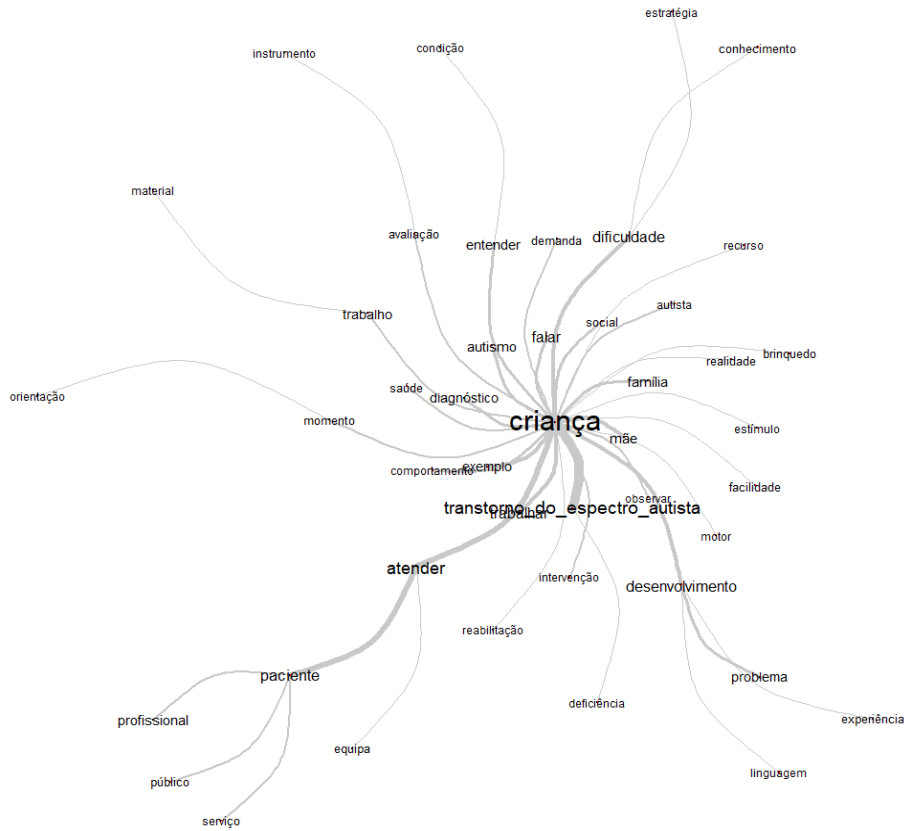 estratégia
conhecimento
condição
instrumento
material
avaliação
entender
demanda
dificuldade
recurso
autista
trabalho
social
falar
autismo
realidade
brinquedo
família
saúde
diagnóstico
orientação
momento
criança
estímulo
mãe
comportamento
exemplo
facilidade
observar
transtorno_do_espectro_autista
trabalhar
motor
atender
intervenção
desenvolvimento
reabilitação
paciente
problema
deficiência
profissional
experiência
equipa
linguagem
público
serviço